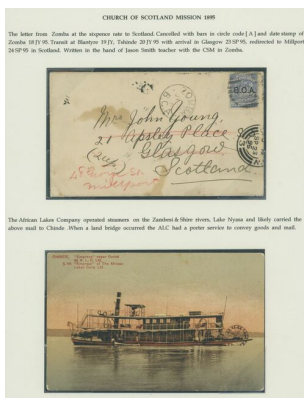 CHURCH OF SCOTLAND MISSION 1895
The letter from Zomba at the sixpence rate to Scotland. Cancelled with bars in circle code [A] and date stamp of
Zomba 18 JY 95. Transit at Blantyre 19 JY, Tshinde 20 JY 95 with arrival in Glasgow 23 SP 95, redirected to Millport
24 SP 95 in Scotland. Written in the hand of Jason Smith teacher with the CSM in Zomba.
B.C.A.
Mrs John Young,
21 Apsley Place
Glasgow
Scotland
Millport
The African Lakes Company operated steamers on the Zambesi & Shire rivers, Lake Nyasa and likely carried the
above mail to Chinde. When a land bridge occurred the ALC had a porter service to convey goods and mail.